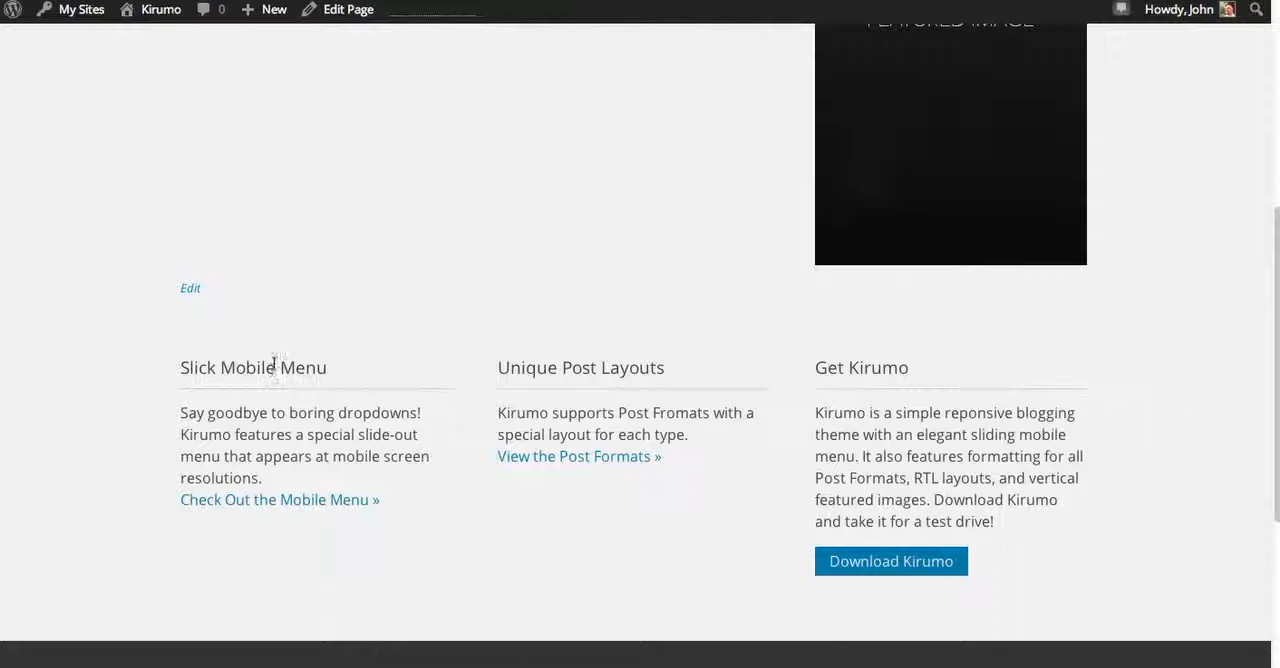 My Sites Kirumo 0 New Edit Page Howdy, John
FEATURED IMAGE
Edit
Slick Mobile Menu
Say goodbye to boring dropdowns!
Kirumo features a special slide-out
menu that appears at mobile screen
resolutions.
Check Out the Mobile Menu »
Unique Post Layouts
Kirumo supports Post Fromats with a
special layout for each type.
View the Post Formats »
Get Kirumo
Kirumo is a simple reponsive blogging
theme with an elegant sliding mobile
menu. It also features formatting for all
Post Formats, RTL layouts, and vertical
featured images. Download Kirumo
and take it for a test drive!
Download Kirumo